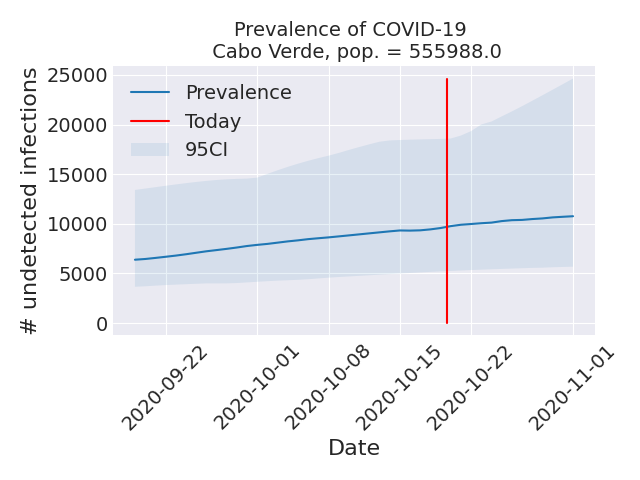 Prevalence of COVID-19
Cabo Verde, pop. = 555988.0
# undetected infections
25000
20000
15000
10000
5000
0
Prevalence
Today
95CI
2020-09-22
2020-10-01
2020-10-08
2020-10-15
2020-10-22
2020-11-01
Date